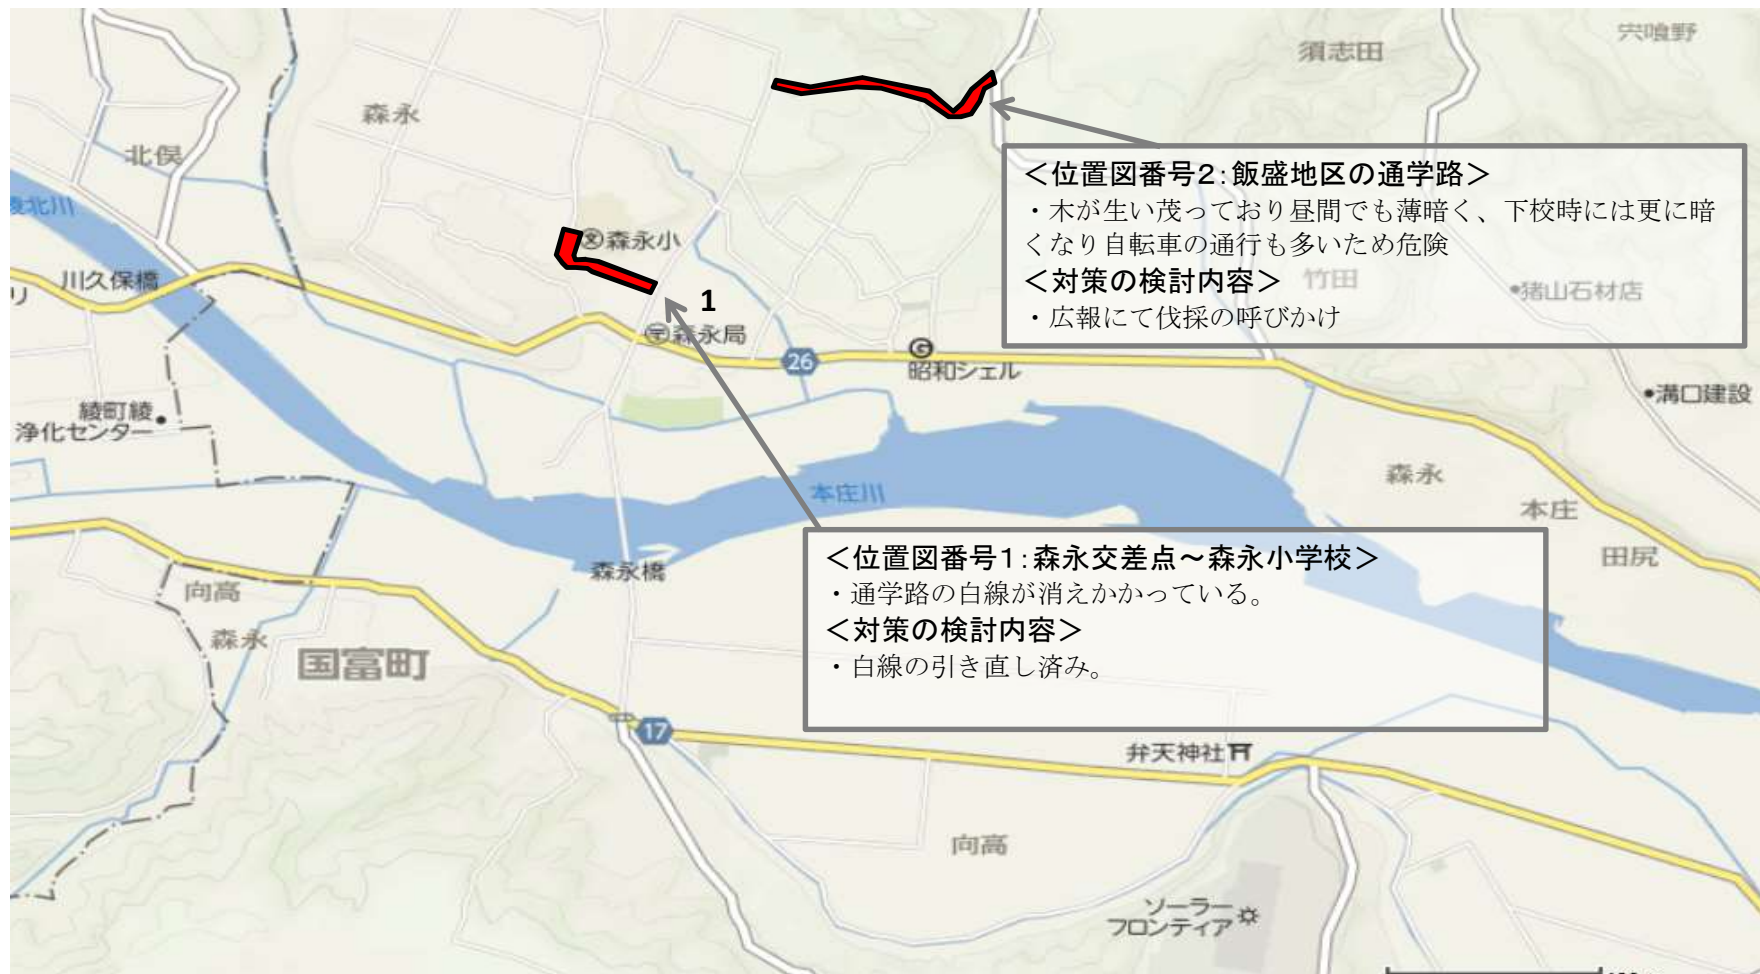 宍喰野
須志田
森永
北俣
＜位置図番号2：飯盛地区の通学路＞
・木が生い茂っており昼間でも薄暗く、下校時には更に暗
くなり自転車の通行も多いため危険
＜対策の検討内容＞
・広報にて伐採の呼びかけ
綾北川
森永小
川久保橋
り
竹田
猪山石材店
1
森永局
26
昭和シェル
溝口建設
綾町綾
浄化センター
森永
本庄川
本庄
田尻
＜位置図番号1：森永交差点～森永小学校＞
・通学路の白線が消えかかっている。
＜対策の検討内容＞
・白線の引き直し済み。
森永橋
向高
森永
国富町
17
弁天神社
向高
ソーラー
フロンティア